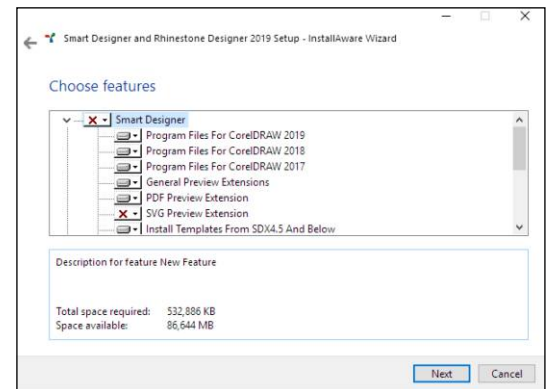 Smart Designer and Rhinestone Designer 2019 Setup - InstallAware Wizard
Choose features
Smart Designer
Program Files For CorelDRAW 2019
Program Files For CorelDRAW 2018
Program Files For CorelDRAW 2017
General Preview Extensions
PDF Preview Extension
SVG Preview Extension
Install Templates From SDX4.5 And Below
Description for feature New Feature
Total space required: 532,886 KB
Space available: 86,644 MB
Next Cancel